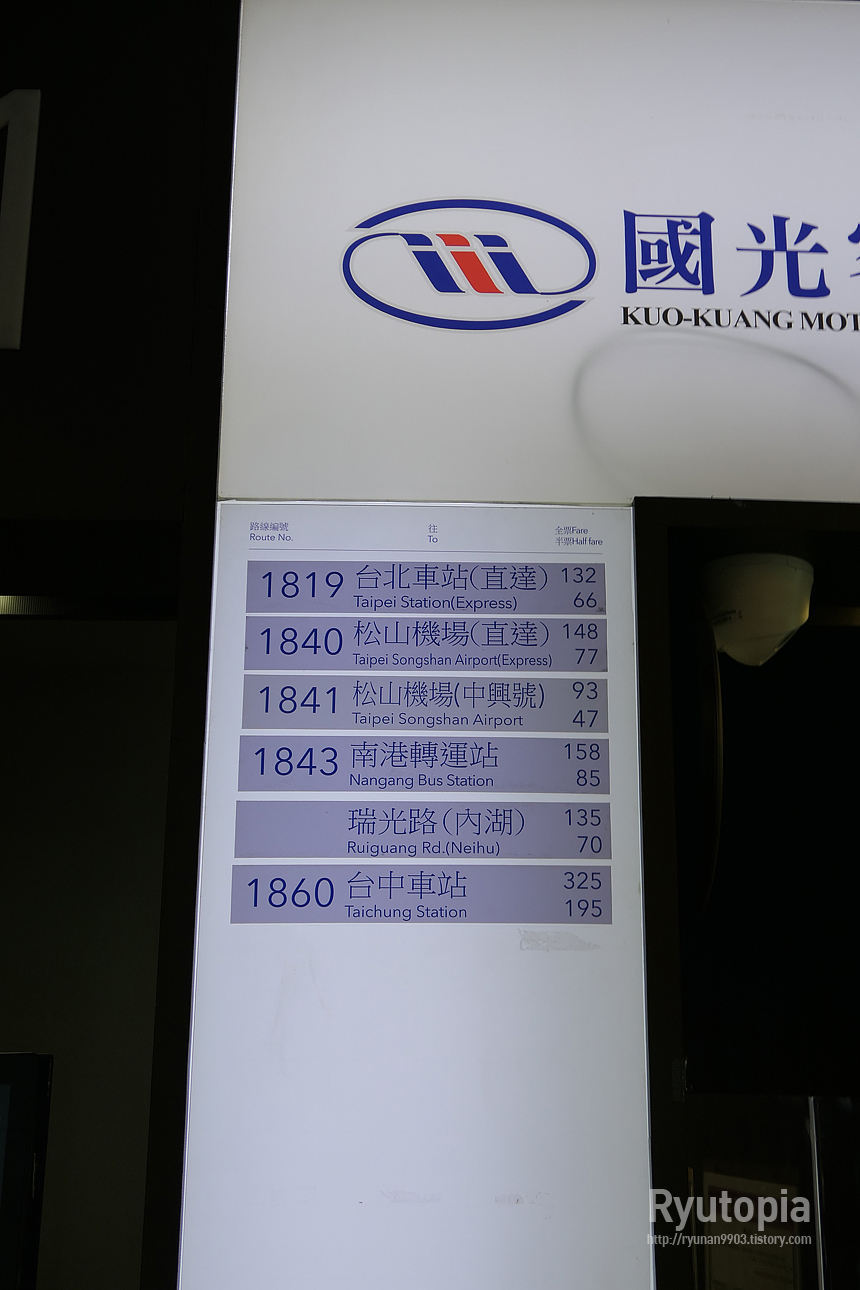 國光
KUO-KUANG MOT
路線編號 往 全票Fare
Route No. To 半票Half fare
1819 台北車站(直達) 132
Taipei Station(Express) 66
1840 松山機場(直達) 148
Taipei Songshan Airport(Express) 77
1841 松山機場(中興號) 93
Taipei Songshan Airport 47
1843 南港轉運站 158
Nangang Bus Station 85
瑞光路(內湖) 135
Ruiguang Rd.(Neihu) 70
1860 台中車站 325
Taichung Station 195
Ryutopia
http://ryunan9903.tistory.com